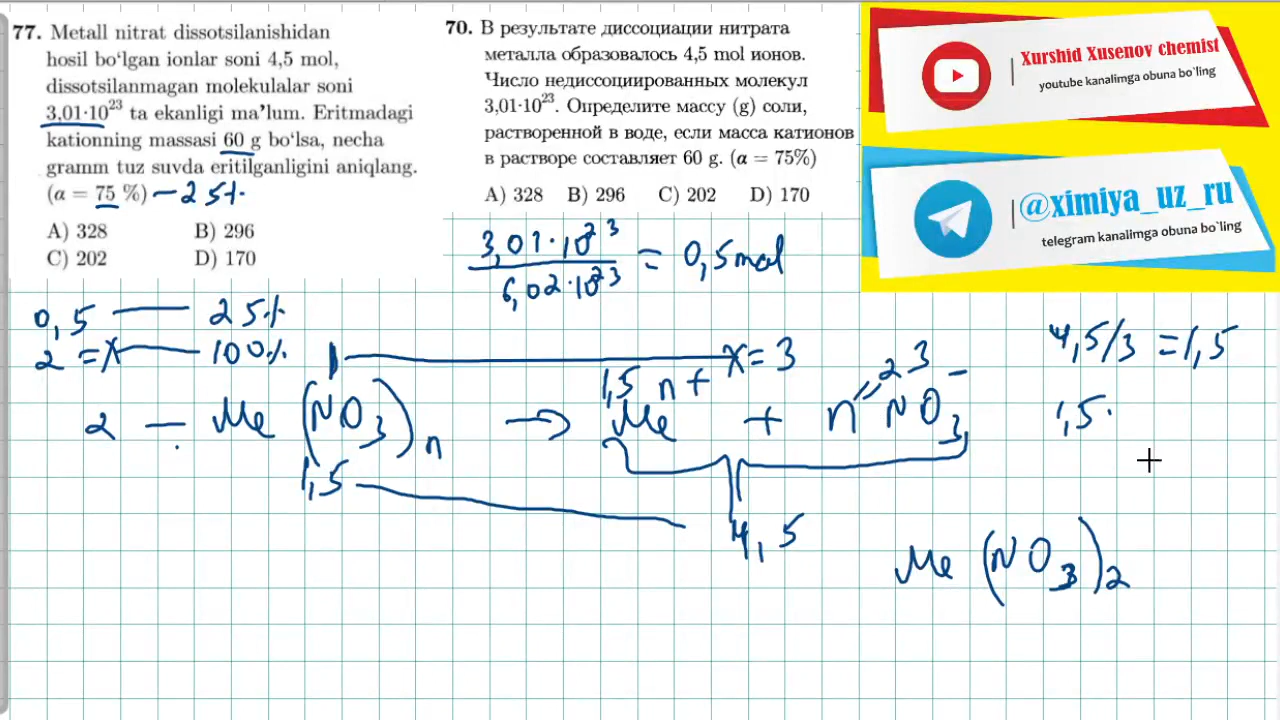 77. Metall nitrat dissotsilanishidan
hosil bo‘lgan ionlar soni 4,5 mol,
dissotsilanmagan molekulalar soni
3,01·10²³ ta ekanligi ma’lum. Eritmadagi
kationning massasi 60 g bo‘lsa, necha
gramm tuz suvda eritilganligini aniqlang.
(α = 75 %) — 25%
A) 328 B) 296
C) 202 D) 170
70. В результате диссоциации нитрата
металла образовалось 4,5 mol ионов.
Число недиссоциированных молекул
3,01·10²³. Определите массу (g) соли,
растворенной в воде, если масса катионов
в растворе составляет 60 g. (α = 75%)
A) 328 B) 296 C) 202 D) 170
Xurshid Xusenov chemist
youtube kanalimga obuna bo`ling
@ximiya_uz_ru
telegram kanalimga obuna bo`ling
3,01·10²³ / 6,02·10²³ = 0,5 mol
0,5 — 25%
2 = x — 100%
1 — x = 3
4,5/3 = 1,5
2 — Me(NO₃)ₙ → 1,5 Meⁿ⁺ + n NO₃⁻
2 3
1,5·
1,5 — 4,5
Me(NO₃)₂